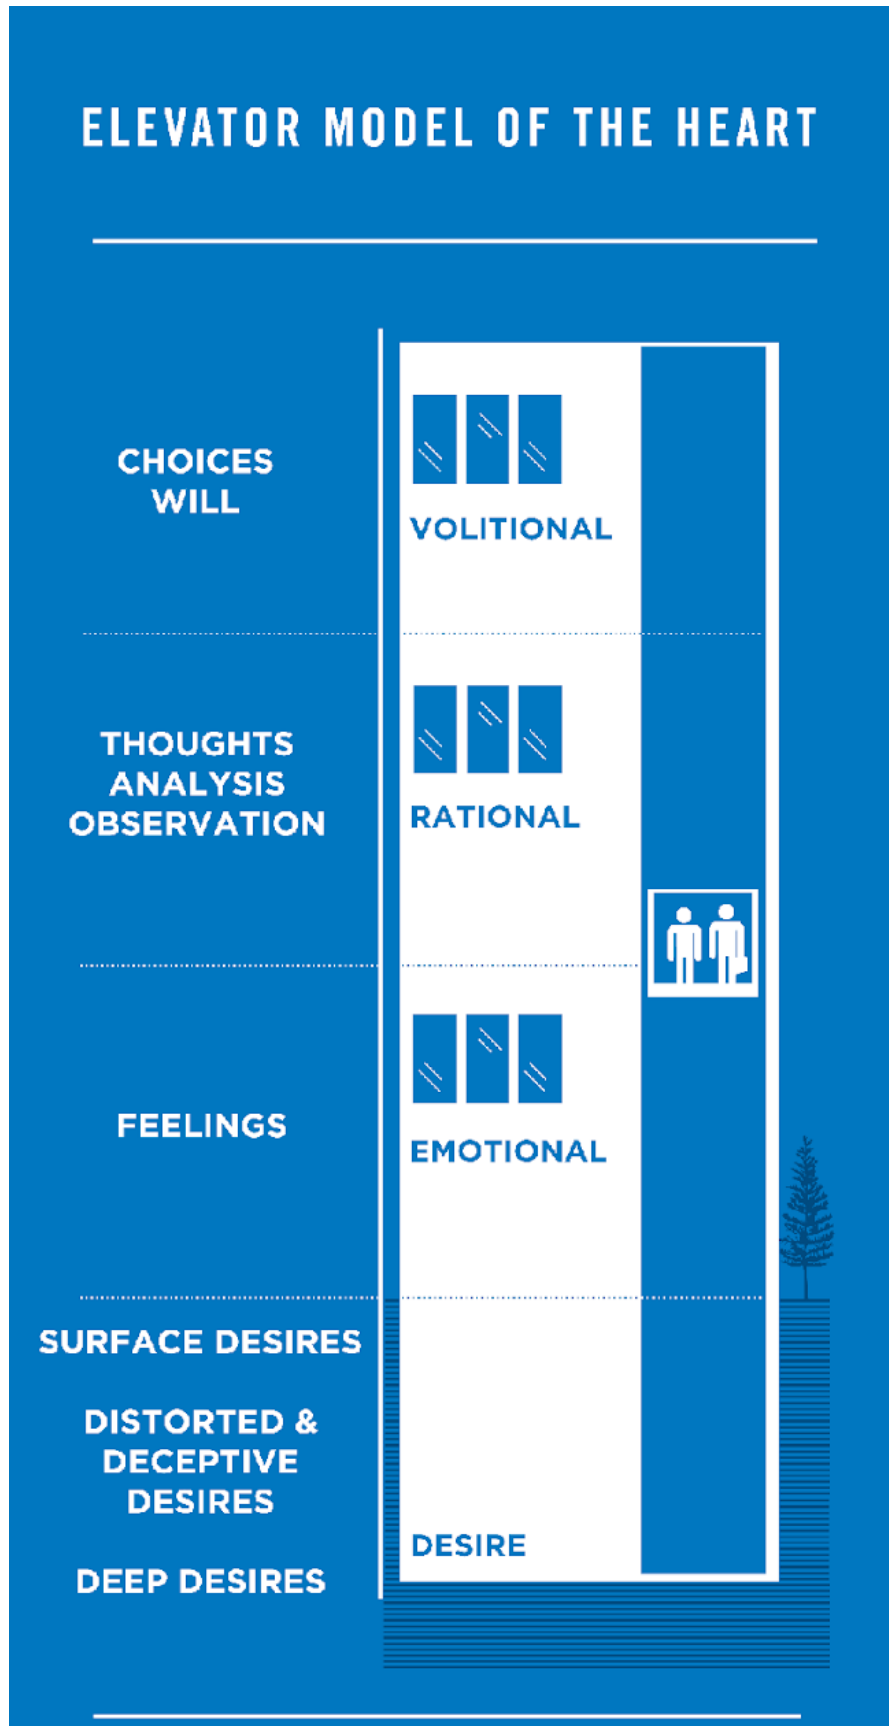 ELEVATOR MODEL OF THE HEART
CHOICES
WILL
VOLITIONAL
THOUGHTS
ANALYSIS
OBSERVATION
RATIONAL
FEELINGS
EMOTIONAL
SURFACE DESIRES
DISTORTED &
DECEPTIVE
DESIRES
DESIRE
DEEP DESIRES